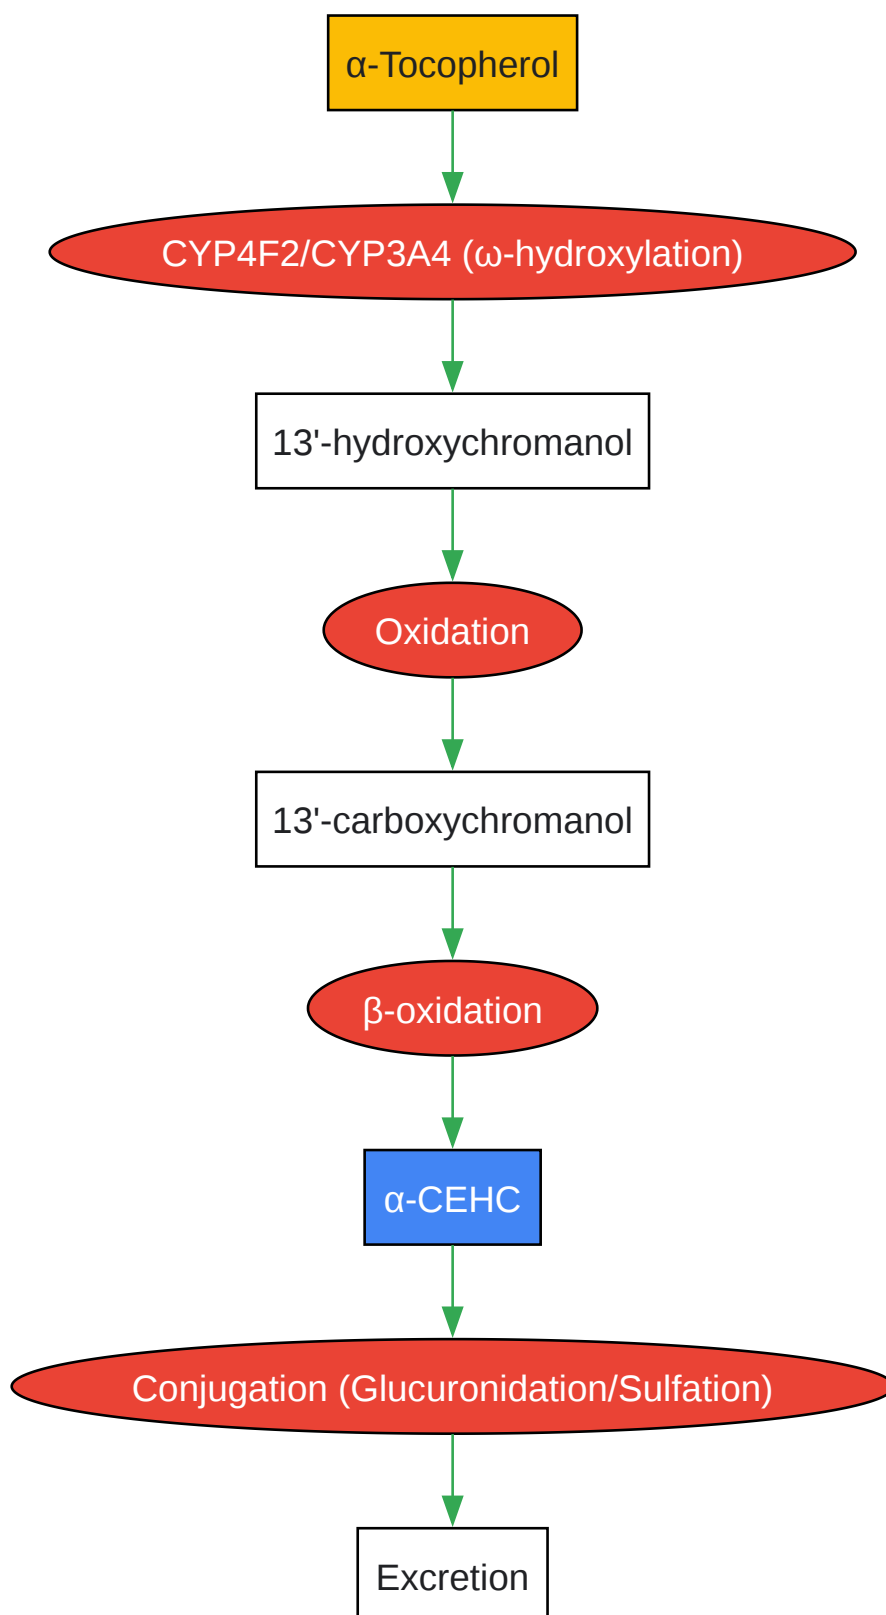 α-Tocopherol
CYP4F2/CYP3A4 (ω-hydroxylation)
13'-hydroxychromanol
Oxidation
13'-carboxychromanol
β-oxidation
α-CEHC
Conjugation (Glucuronidation/Sulfation)
Excretion